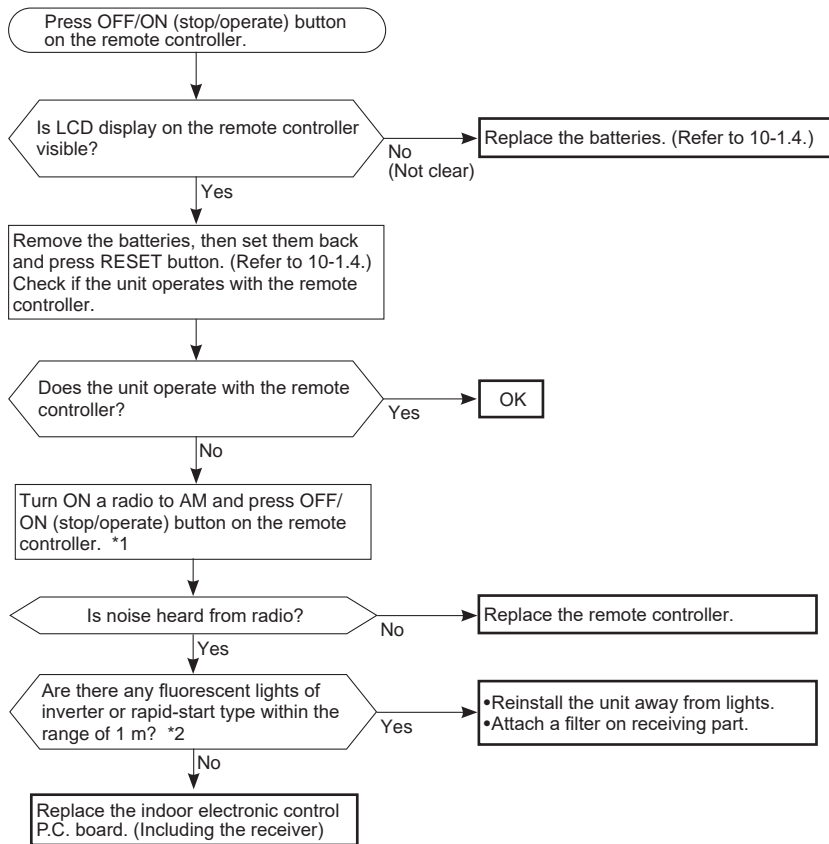 Press OFF/ON (stop/operate) button
on the remote controller.
Is LCD display on the remote controller
visible?
No
(Not clear)
Replace the batteries. (Refer to 10-1.4.)
Yes
Remove the batteries, then set them back
and press RESET button. (Refer to 10-1.4.)
Check if the unit operates with the remote
controller.
Does the unit operate with the remote
controller?
Yes
OK
No
Turn ON a radio to AM and press OFF/
ON (stop/operate) button on the remote
controller. *1
Is noise heard from radio?
No
Replace the remote controller.
Yes
Are there any fluorescent lights of
inverter or rapid-start type within the
range of 1 m? *2
Yes
•Reinstall the unit away from lights.
•Attach a filter on receiving part.
No
Replace the indoor electronic control
P.C. board. (Including the receiver)